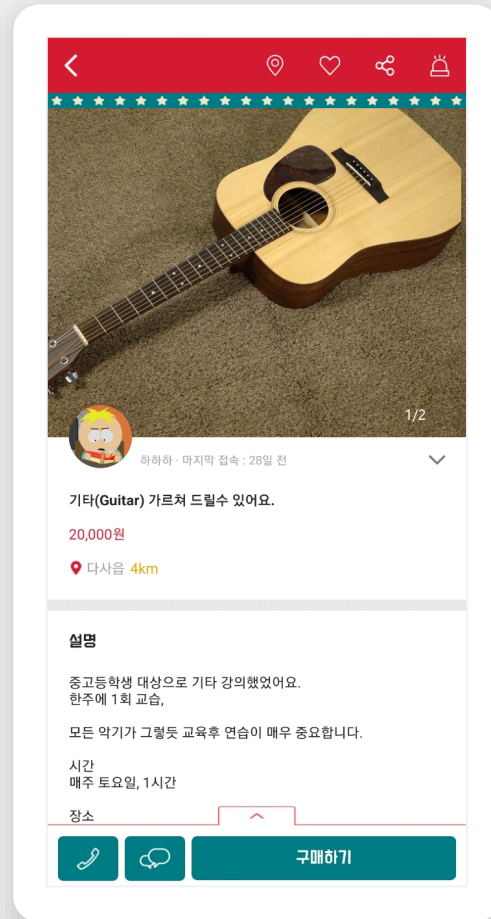 1/2
하하하 · 마지막 접속 : 28일 전
기타(Guitar) 가르쳐 드릴수 있어요.
20,000원
다사읍 4km
설명
중고등학생 대상으로 기타 강의했었어요.
한주에 1회 교습,
모든 악기가 그렇듯 교육후 연습이 매우 중요합니다.
시간
매주 토요일, 1시간
장소
구매하기